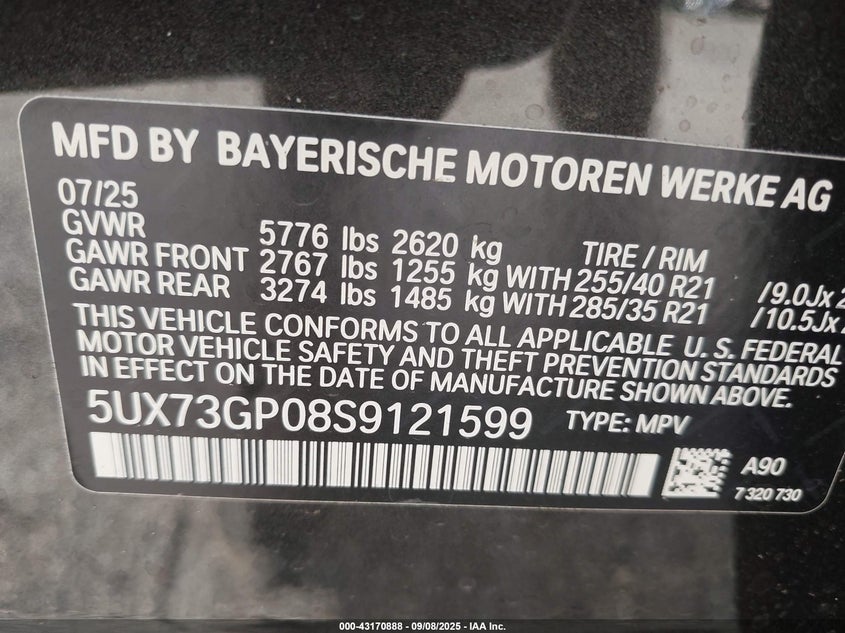 MFD BY BAYERISCHE MOTOREN WERKE AG
07/25
GVWR 5776 lbs 2620 kg TIRE / RIM
GAWR FRONT 2767 lbs 1255 kg WITH 255/40 R21 /9.0Jx
GAWR REAR 3274 lbs 1485 kg WITH 285/35 R21 /10.5Jx
THIS VEHICLE CONFORMS TO ALL APPLICABLE U. S. FEDERAL
MOTOR VEHICLE SAFETY AND THEFT PREVENTION STANDARDS
IN EFFECT ON THE DATE OF MANUFACTURE SHOWN ABOVE.
5UX73GP08S9121599 TYPE: MPV
A90
7 320 730
000-43170888 - 09/08/2025 - IAA Inc.